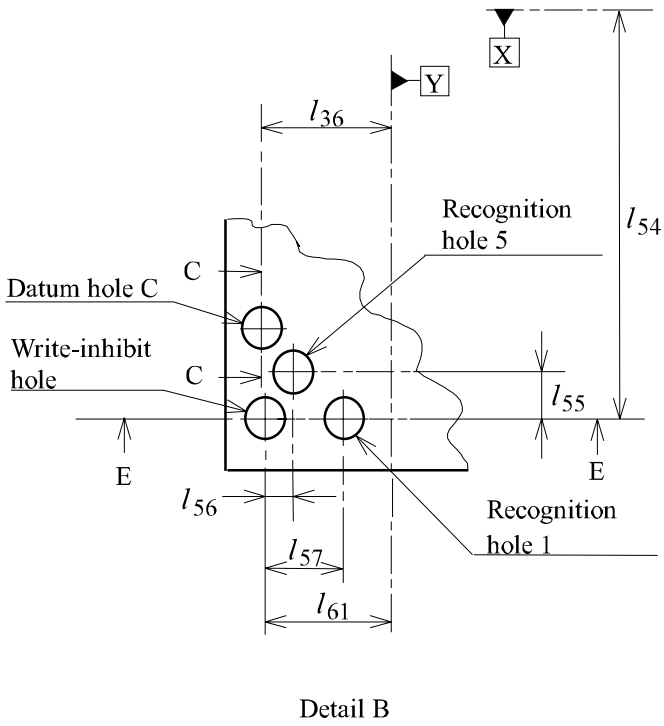 X
Y
l36
Recognition
hole 5
l54
C
Datum hole C
Write-inhibit
hole
C
l55
E
E
l56
Recognition
hole 1
l57
l61
Detail B